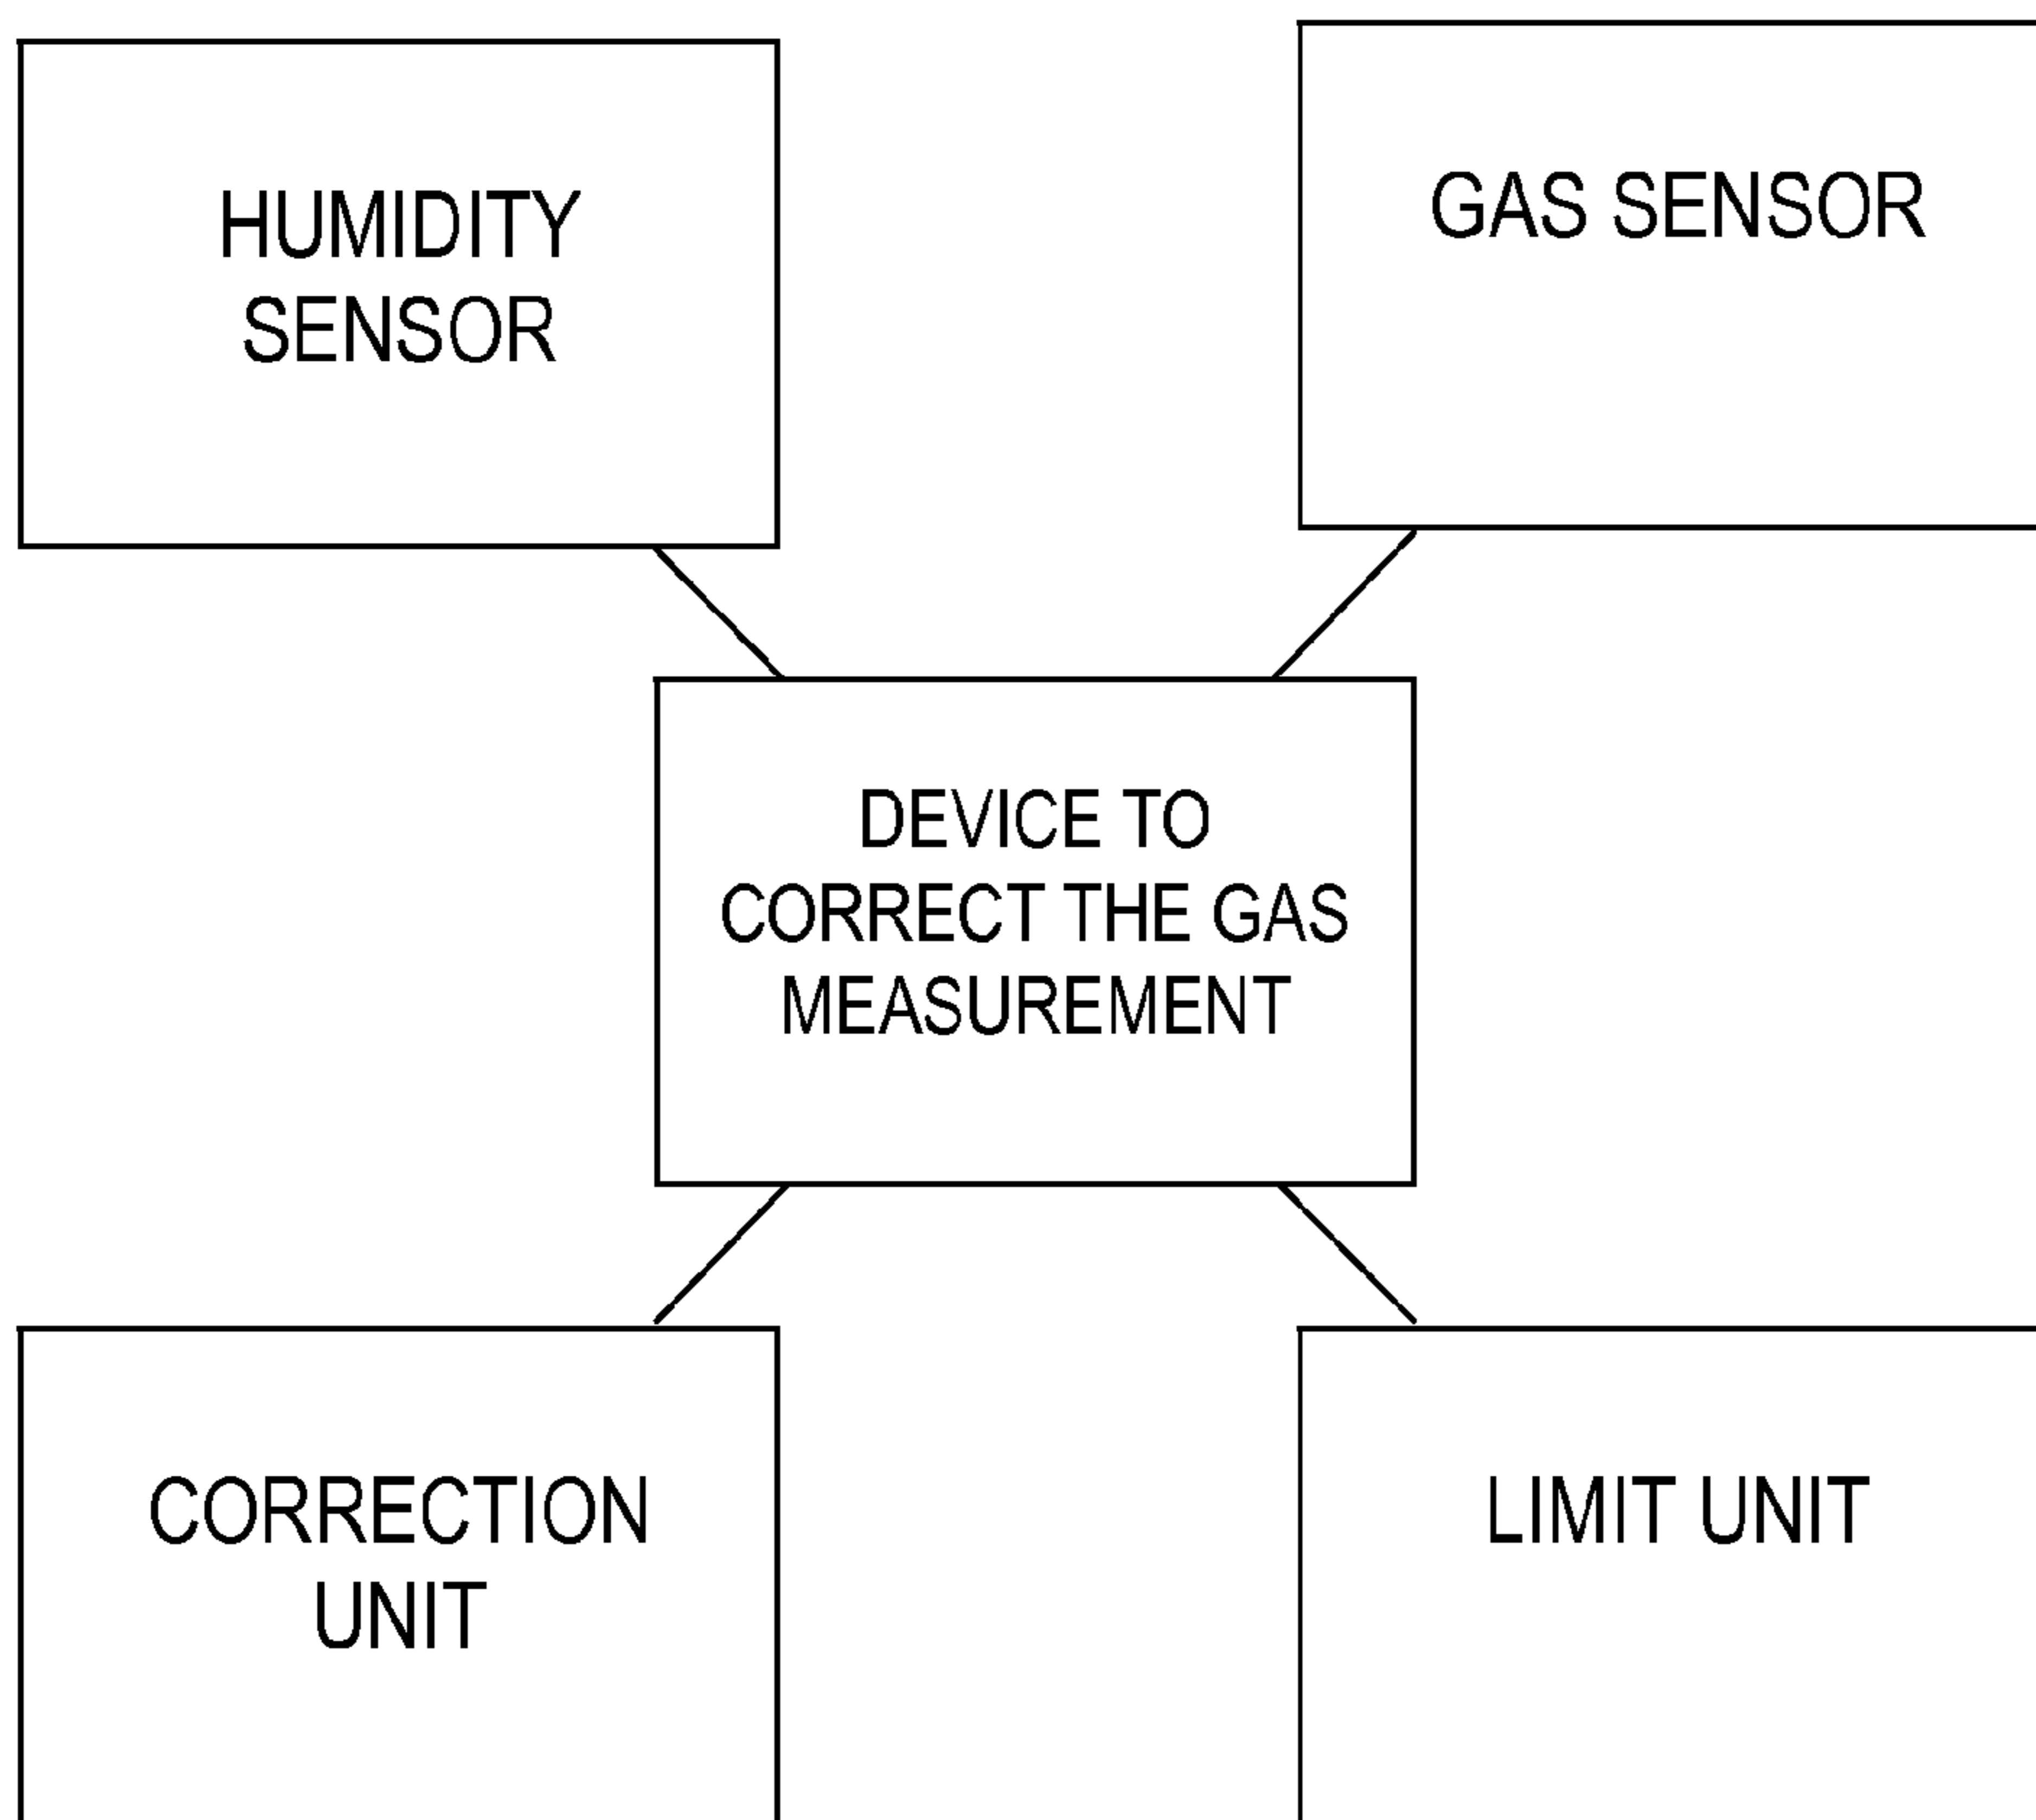 HUMIDITY
SENSOR
GAS SENSOR
DEVICE TO
CORRECT THE GAS
MEASUREMENT
CORRECTION
UNIT
LIMIT UNIT